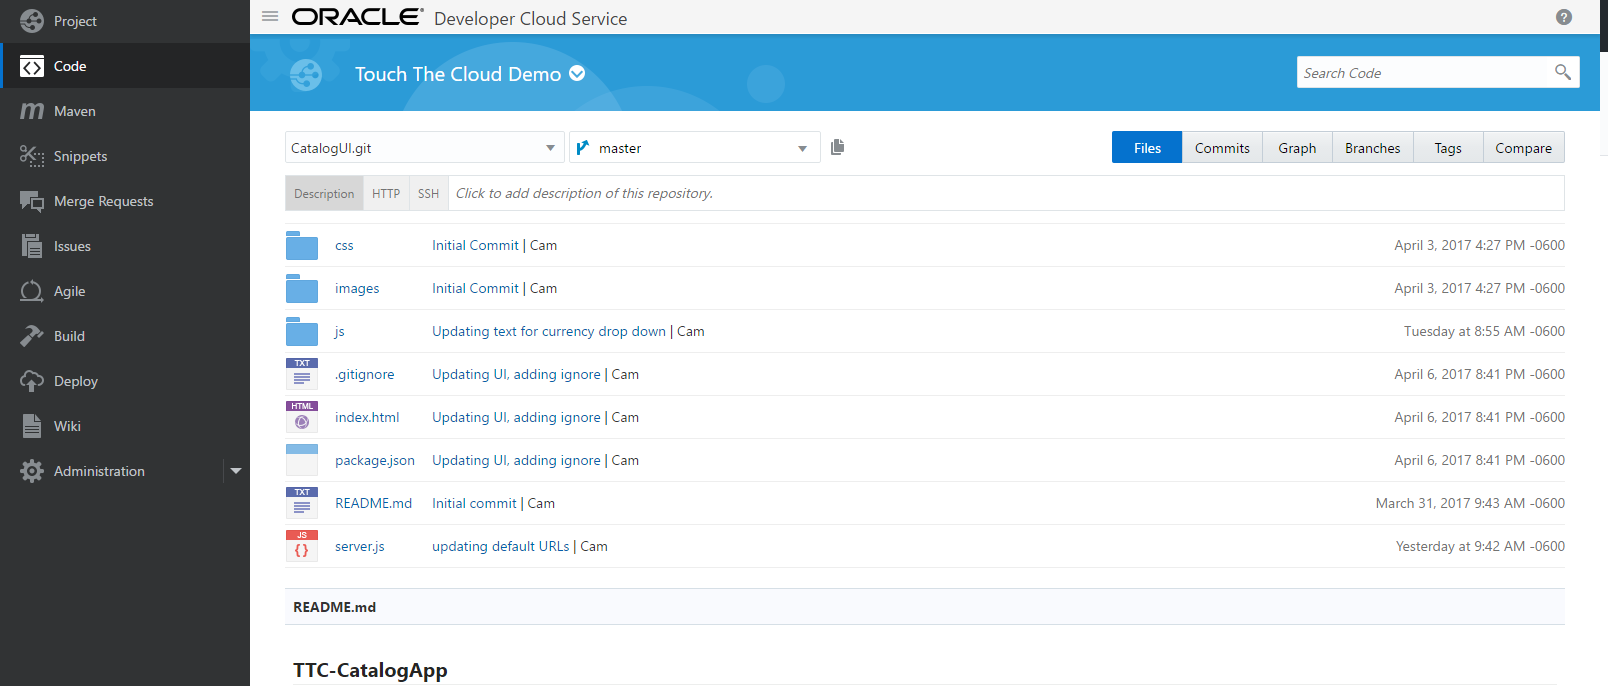 Project
Code
Maven
Snippets
Merge Requests
Issues
Agile
Build
Deploy
Wiki
Administration
ORACLE® Developer Cloud Service
?
Touch The Cloud Demo
Search Code
CatalogUI.git
master
Files Commits Graph Branches Tags Compare
Description HTTP SSH Click to add description of this repository.
css Initial Commit | Cam April 3, 2017 4:27 PM -0600
images Initial Commit | Cam April 3, 2017 4:27 PM -0600
js Updating text for currency drop down | Cam Tuesday at 8:55 AM -0600
TXT .gitignore Updating UI, adding ignore | Cam April 6, 2017 8:41 PM -0600
HTML index.html Updating UI, adding ignore | Cam April 6, 2017 8:41 PM -0600
package.json Updating UI, adding ignore | Cam April 6, 2017 8:41 PM -0600
TXT README.md Initial commit | Cam March 31, 2017 9:43 AM -0600
JS {} server.js updating default URLs | Cam Yesterday at 9:42 AM -0600
README.md
TTC-CatalogApp